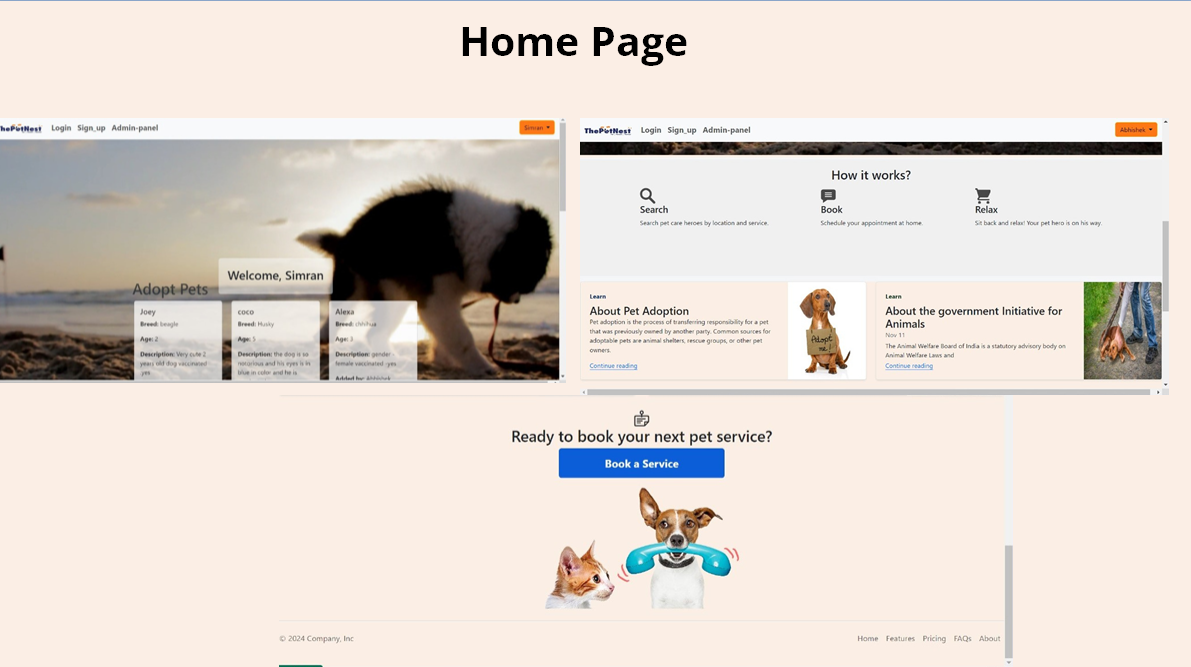 Home Page
ThePetNest Login Sign_up Admin-panel Simran
Welcome, Simran
Adopt Pets
Joey
Breed: beagle
Age: 2
Description: Very cute 2
years old dog vaccinated
:yes
coco
Breed: Husky
Age: 5
Description: the dog is so
notorious and his eyes is
blue in color and he is
Alexa
Breed: chihua
Age: 3
Description: gender :
female vaccinated :yes
Added by: Abhishek
ThePetNest Login Sign_up Admin-panel Abhishek
How it works?
Search
Search pet care heroes by location and service.
Book
Schedule your appointment at home.
Relax
Sit back and relax! Your pet hero is on his way.
Learn
About Pet Adoption
Pet adoption is the process of transferring responsibility for a pet
that was previously owned by another party. Common sources for
adoptable pets are animal shelters, rescue groups, or other pet
owners.
Continue reading
Adopt
me!
Learn
About the government Initiative for
Animals
Nov 11
The Animal Welfare Board of India is a statutory advisory body on
Animal Welfare Laws and
Continue reading
Ready to book your next pet service?
Book a Service
© 2024 Company, Inc
Home Features Pricing FAQs About